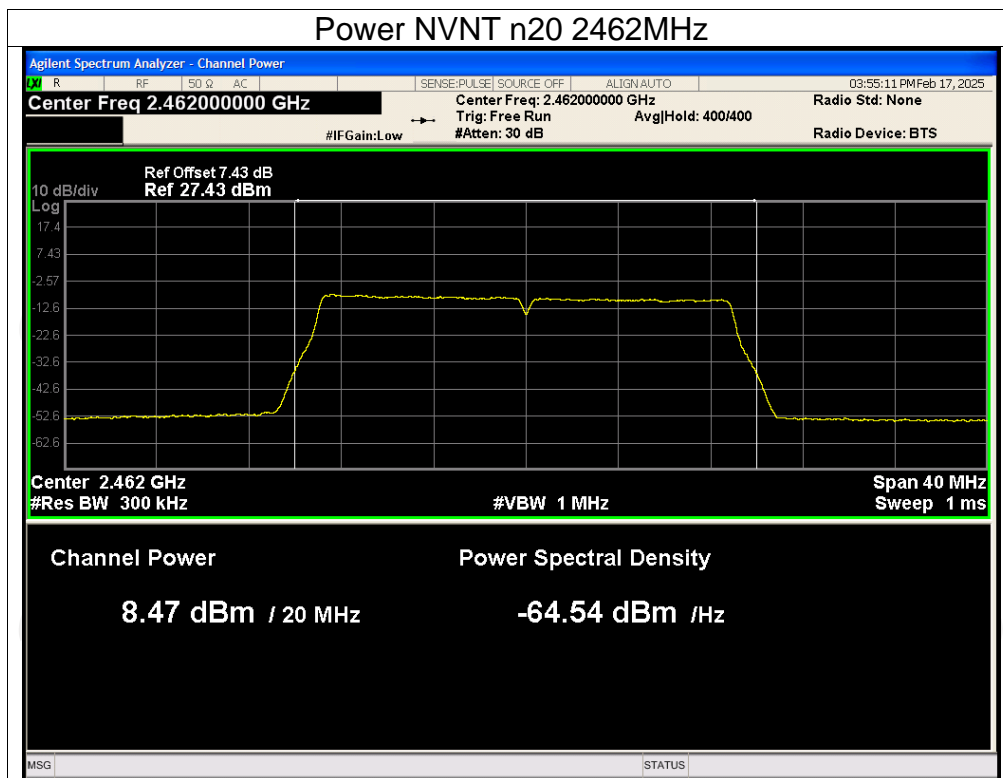 Power NVNT n20 2462MHz
Agilent Spectrum Analyzer - Channel Power
LXI R RF 50 Ω AC SENSE:PULSE SOURCE OFF ALIGN AUTO 03:55:11 PM Feb 17, 2025
Center Freq 2.462000000 GHz Center Freq: 2.462000000 GHz Radio Std: None
Trig: Free Run Avg|Hold: 400/400
#IFGain:Low #Atten: 30 dB Radio Device: BTS
Ref Offset 7.43 dB
10 dB/div Ref 27.43 dBm
Log
17.4
7.43
-2.57
-12.6
-22.6
-32.6
-42.6
-52.6
-62.6
Center 2.462 GHz Span 40 MHz
#Res BW 300 kHz #VBW 1 MHz Sweep 1 ms
Channel Power Power Spectral Density
8.47 dBm / 20 MHz -64.54 dBm /Hz
MSG STATUS